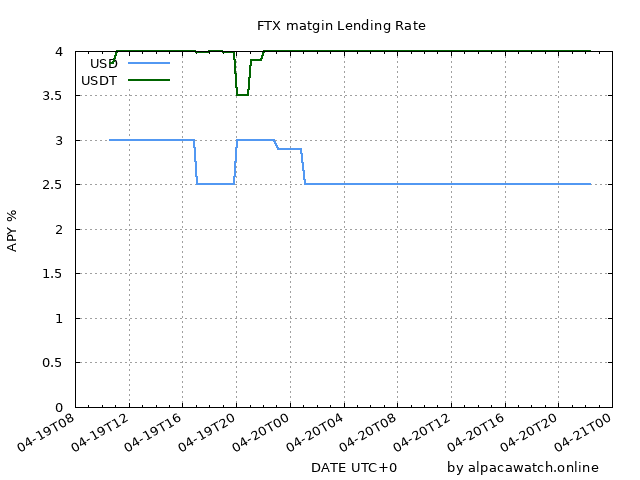 FTX matgin Lending Rate
USD
USDT
APY %
4
3.5
3
2.5
2
1.5
1
0.5
0
04-19T08
04-19T12
04-19T16
04-19T20
04-20T00
04-20T04
04-20T08
04-20T12
04-20T16
04-20T20
04-21T00
DATE UTC+0
by alpacawatch.online